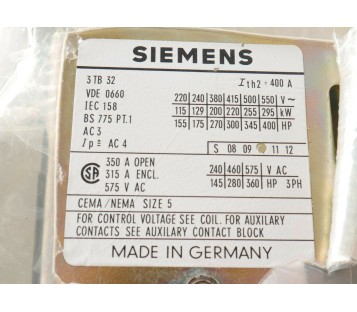 SIEMENS
3 TB 32
Ith2 = 400 A
VDE 0660
220 240 380 415 500 550 V~
IEC 158
115 129 200 220 255 295 kW
BS 775 PT.1
155 175 270 300 345 400 HP
AC 3
Ip ≙ AC 4
S 08 09 11 12
SA
350 A OPEN
240 460 575 V AC
315 A ENCL.
145 280 360 HP 3PH
575 V AC
CEMA/NEMA SIZE 5
FOR CONTROL VOLTAGE SEE COIL. FOR AUXILARY
CONTACTS SEE AUXILARY CONTACT BLOCK
MADE IN GERMANY